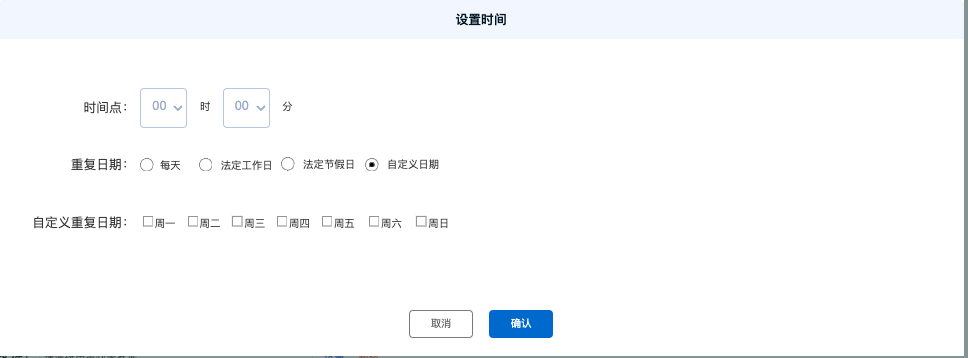 设置时间
时间点： 00 时 00 分
重复日期： 每天 法定工作日 法定节假日 自定义日期
自定义重复日期： 周一 周二 周三 周四 周五 周六 周日
取消 确认